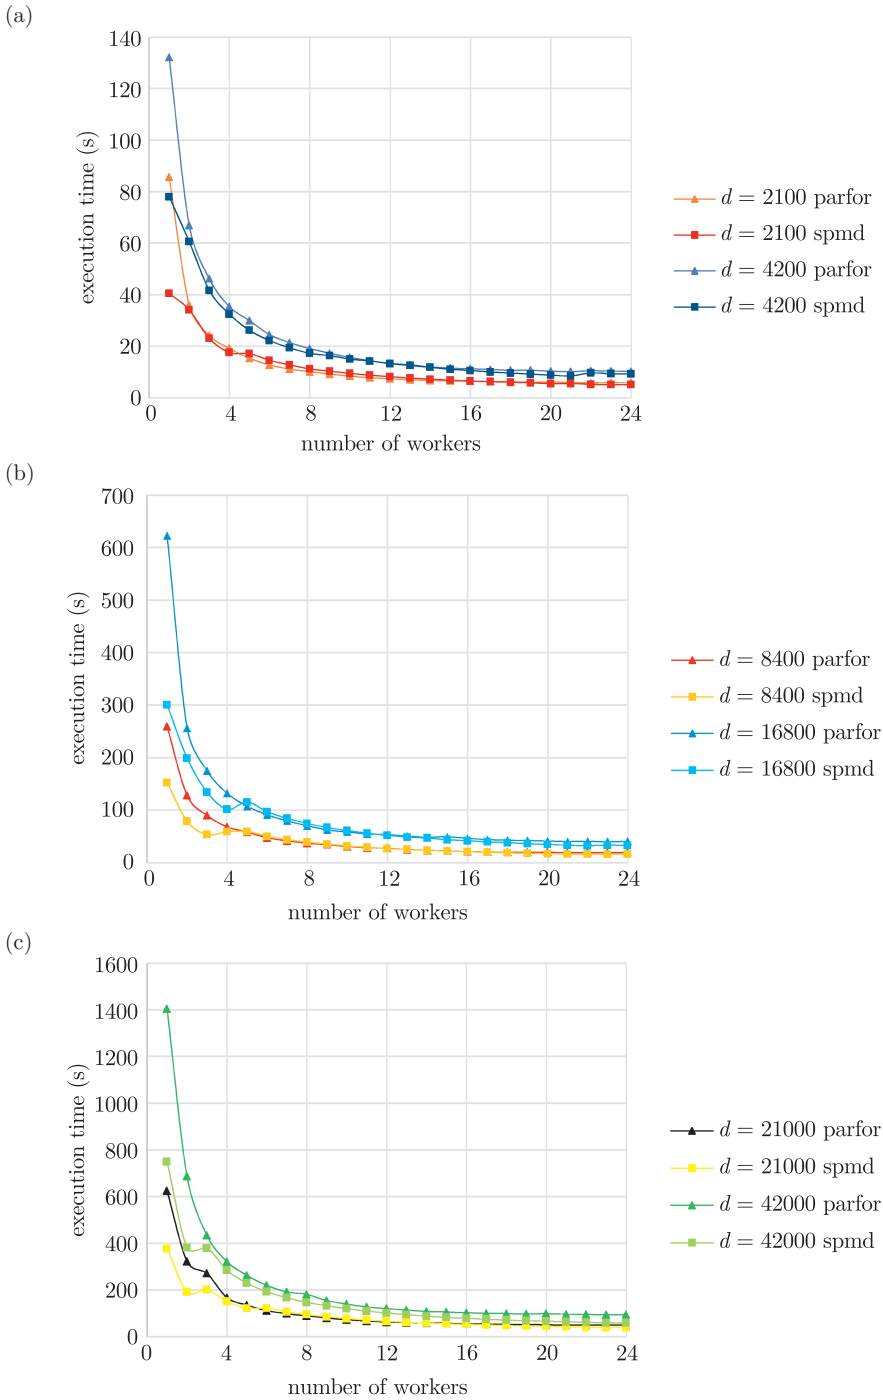 (a)
140
120
100
80
60
40
20
0
execution time (s)
0 4 8 12 16 20 24
number of workers
d = 2100 parfor
d = 2100 spmd
d = 4200 parfor
d = 4200 spmd
(b)
700
600
500
400
300
200
100
0
execution time (s)
0 4 8 12 16 20 24
number of workers
d = 8400 parfor
d = 8400 spmd
d = 16800 parfor
d = 16800 spmd
(c)
1600
1400
1200
1000
800
600
400
200
0
execution time (s)
0 4 8 12 16 20 24
number of workers
d = 21000 parfor
d = 21000 spmd
d = 42000 parfor
d = 42000 spmd